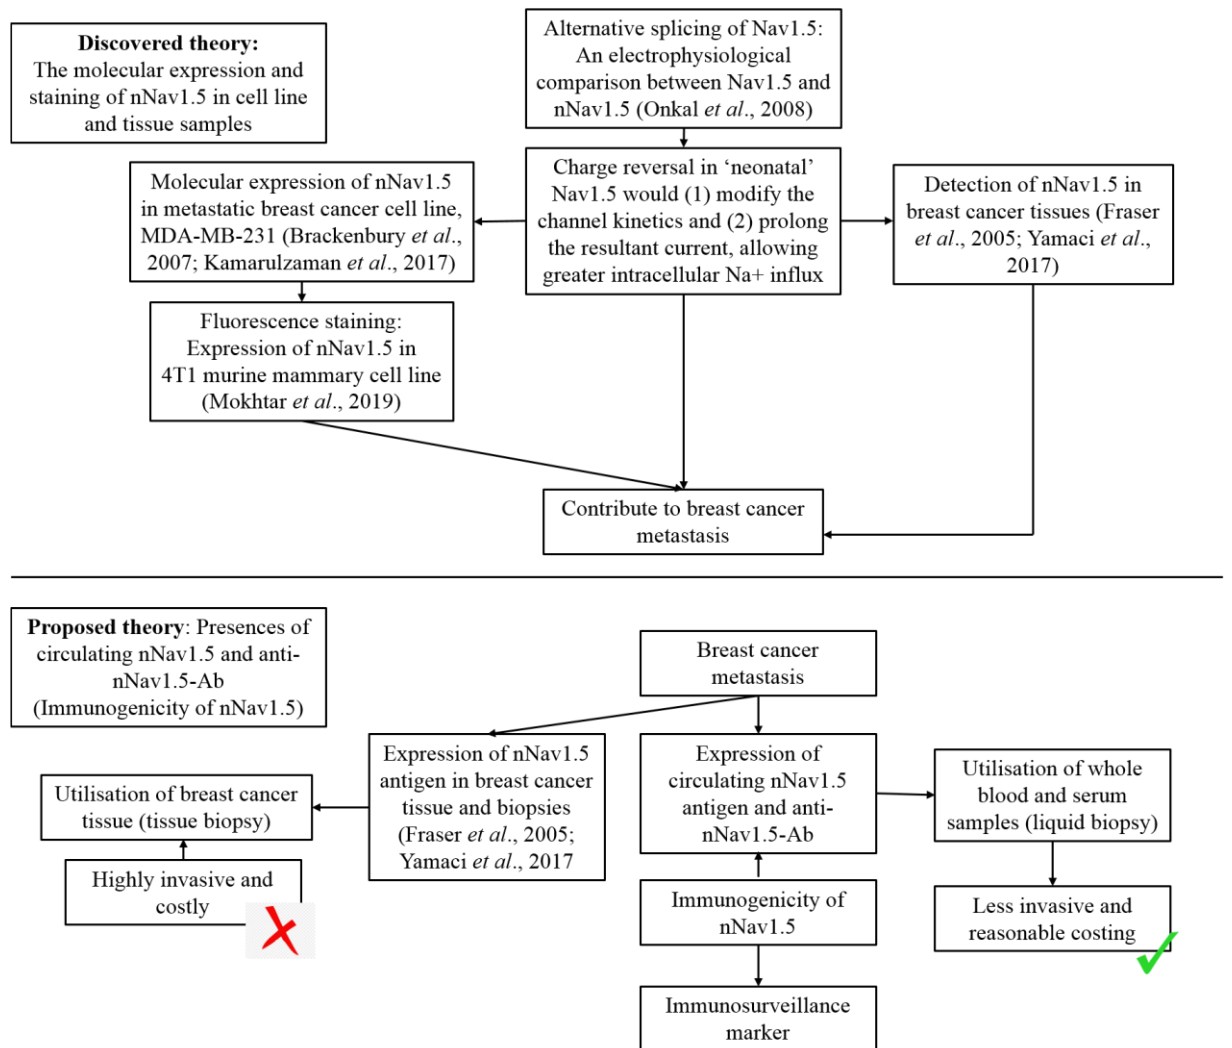 Discovered theory:
The molecular expression and
staining of nNav1.5 in cell line
and tissue samples
Alternative splicing of Nav1.5:
An electrophysiological
comparison between Nav1.5 and
nNav1.5 (Onkal et al., 2008)
Molecular expression of nNav1.5
in metastatic breast cancer cell line,
MDA-MB-231 (Brackenbury et al.,
2007; Kamarulzaman et al., 2017)
Charge reversal in ‘neonatal’
Nav1.5 would (1) modify the
channel kinetics and (2) prolong
the resultant current, allowing
greater intracellular Na+ influx
Detection of nNav1.5 in
breast cancer tissues (Fraser
et al., 2005; Yamaci et al.,
2017)
Fluorescence staining:
Expression of nNav1.5 in
4T1 murine mammary cell line
(Mokhtar et al., 2019)
Contribute to breast cancer
metastasis
Proposed theory: Presences of
circulating nNav1.5 and anti-
nNav1.5-Ab
(Immunogenicity of nNav1.5)
Breast cancer
metastasis
Utilisation of breast cancer
tissue (tissue biopsy)
Expression of nNav1.5
antigen in breast cancer
tissue and biopsies
(Fraser et al., 2005;
Yamaci et al., 2017
Expression of
circulating nNav1.5
antigen and anti-
nNav1.5-Ab
Utilisation of whole
blood and serum
samples (liquid biopsy)
Highly invasive and
costly
Immunogenicity of
nNav1.5
Less invasive and
reasonable costing
Immunosurveillance
marker